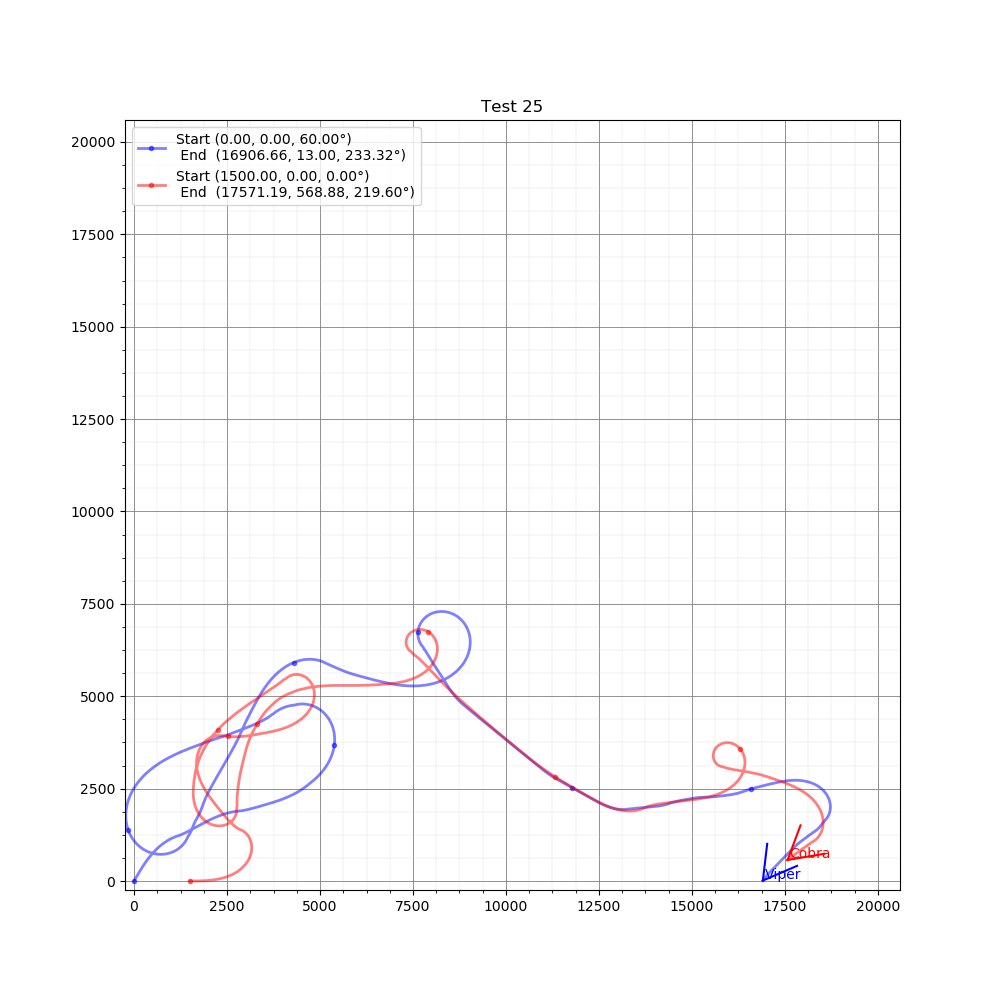 Test 25
Start (0.00, 0.00, 60.00°)
End (16906.66, 13.00, 233.32°)
Start (1500.00, 0.00, 0.00°)
End (17571.19, 568.88, 219.60°)
20000
17500
15000
12500
10000
7500
5000
2500
0
Cobra
Viper
0 2500 5000 7500 10000 12500 15000 17500 20000